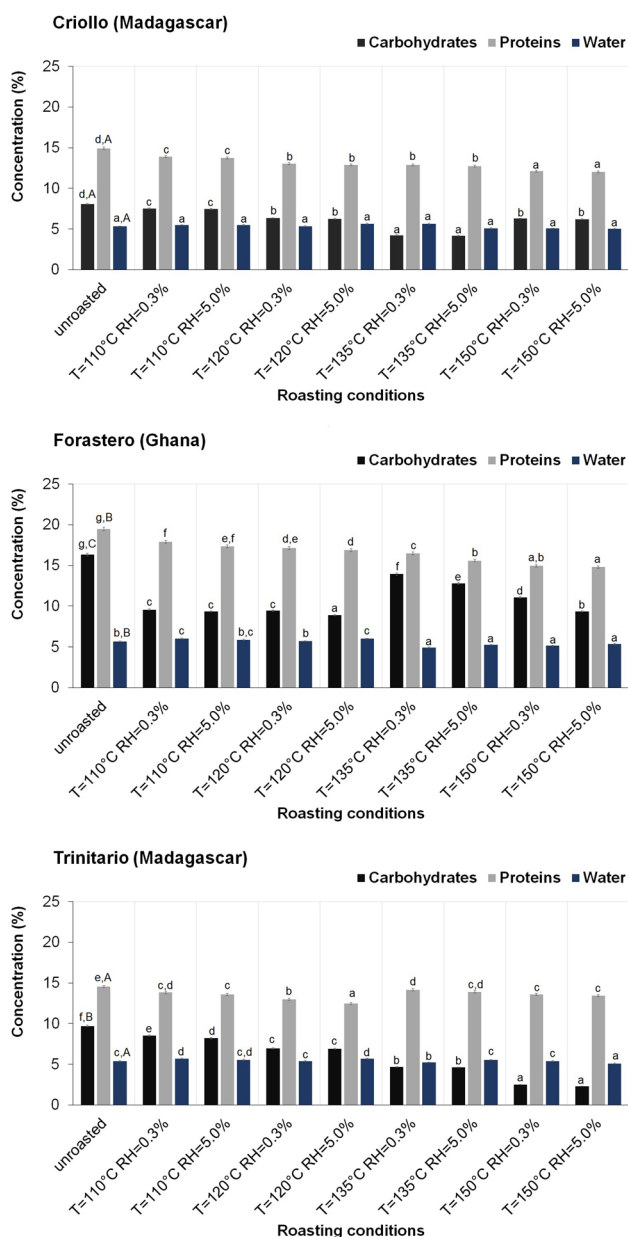 Criollo (Madagascar)
Carbohydrates Proteins Water
Concentration (%)
25
20
15
10
5
0
d,A d,A a,A c c a c c a b b a b b a b b a b b a b a a b a a
unroasted
T=110°C RH=0.3%
T=110°C RH=5.0%
T=120°C RH=0.3%
T=120°C RH=5.0%
T=135°C RH=0.3%
T=135°C RH=5.0%
T=150°C RH=0.3%
T=150°C RH=5.0%
Roasting conditions
Forastero (Ghana)
Carbohydrates Proteins Water
Concentration (%)
25
20
15
10
5
0
g,C g,B b,B c f c c e,f b,c c d,e b a d c f c a e b a d a,b a b a a
unroasted
T=110°C RH=0.3%
T=110°C RH=5.0%
T=120°C RH=0.3%
T=120°C RH=5.0%
T=135°C RH=0.3%
T=135°C RH=5.0%
T=150°C RH=0.3%
T=150°C RH=5.0%
Roasting conditions
Trinitario (Madagascar)
Carbohydrates Proteins Water
Concentration (%)
25
20
15
10
5
0
f,B e,A c,A e c,d d d c c,d c b c c a d b d b b c,d c a c c a c b
unroasted
T=110°C RH=0.3%
T=110°C RH=5.0%
T=120°C RH=0.3%
T=120°C RH=5.0%
T=135°C RH=0.3%
T=135°C RH=5.0%
T=150°C RH=0.3%
T=150°C RH=5.0%
Roasting conditions